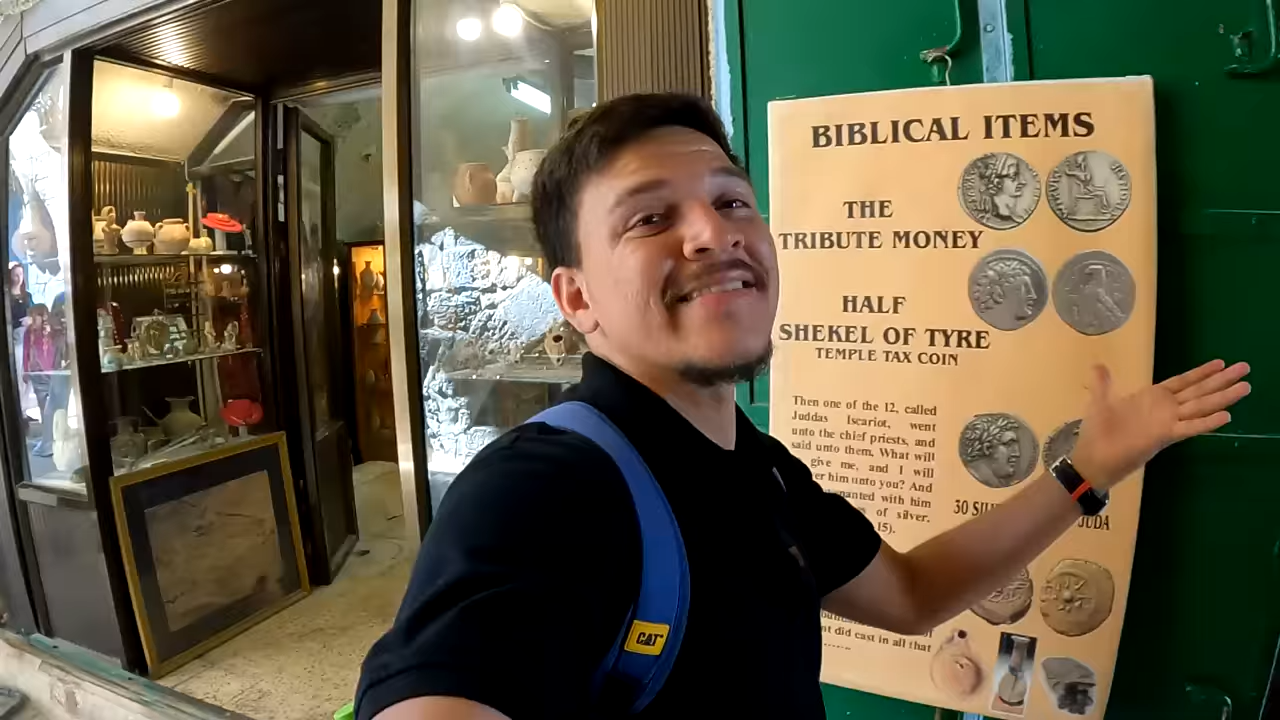 BIBLICAL ITEMS
THE
TRIBUTE MONEY
HALF
SHEKEL OF TYRE
TEMPLE TAX COIN
Then one of the 12, called
Juddas Iscariot, went
unto the chief priests, and
said unto them, What will
give me, and I will
him unto you? And
with him
of silver.
15).
30
JUDA
of
did cast in all that
CAT